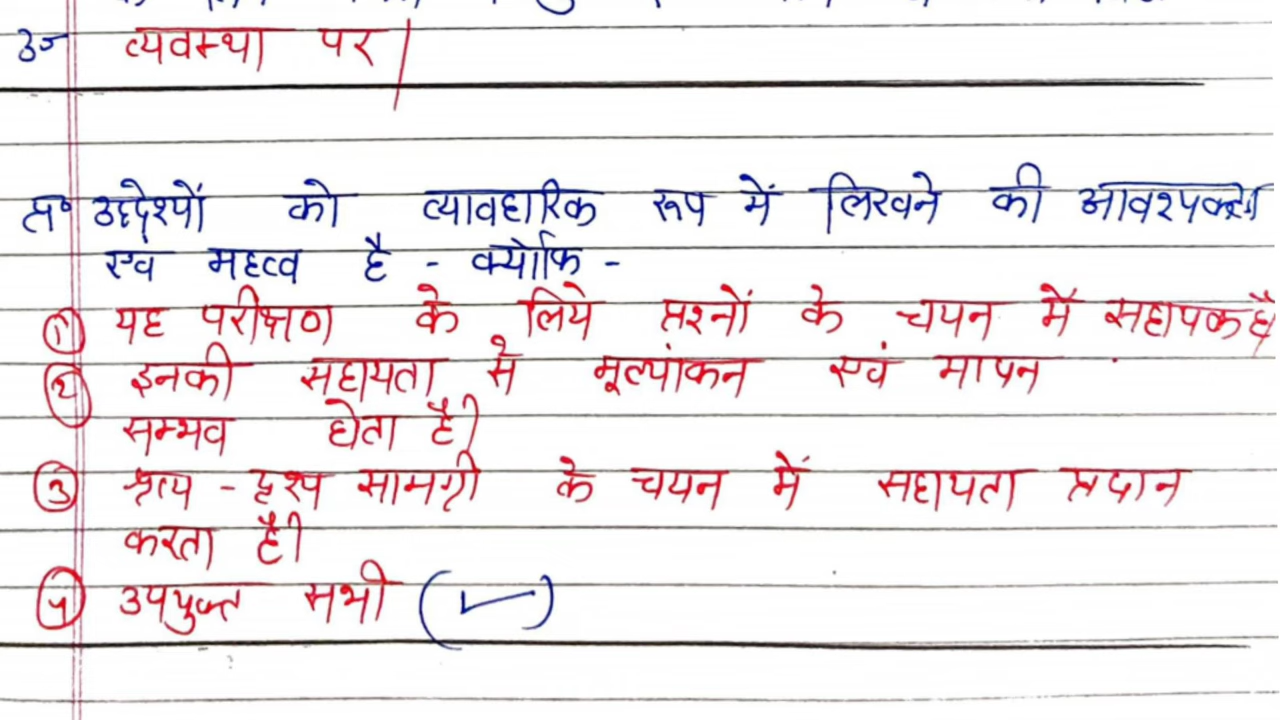 उ० व्यवस्था पर|
प्र० उद्देश्यों को व्यावहारिक रूप में लिखने की आवश्यकता
एव महत्व है - क्योंकि -
① यह परीक्षण के लिये प्रश्नों के चयन में सहायक है
② इनकी सहायता से मूल्यांकन एवं मापन
सम्भव होता है।
③ श्रव्य - दृश्य सामग्री के चयन में सहायता प्रदान
करता है।
④ उपयुक्त सभी (✓)